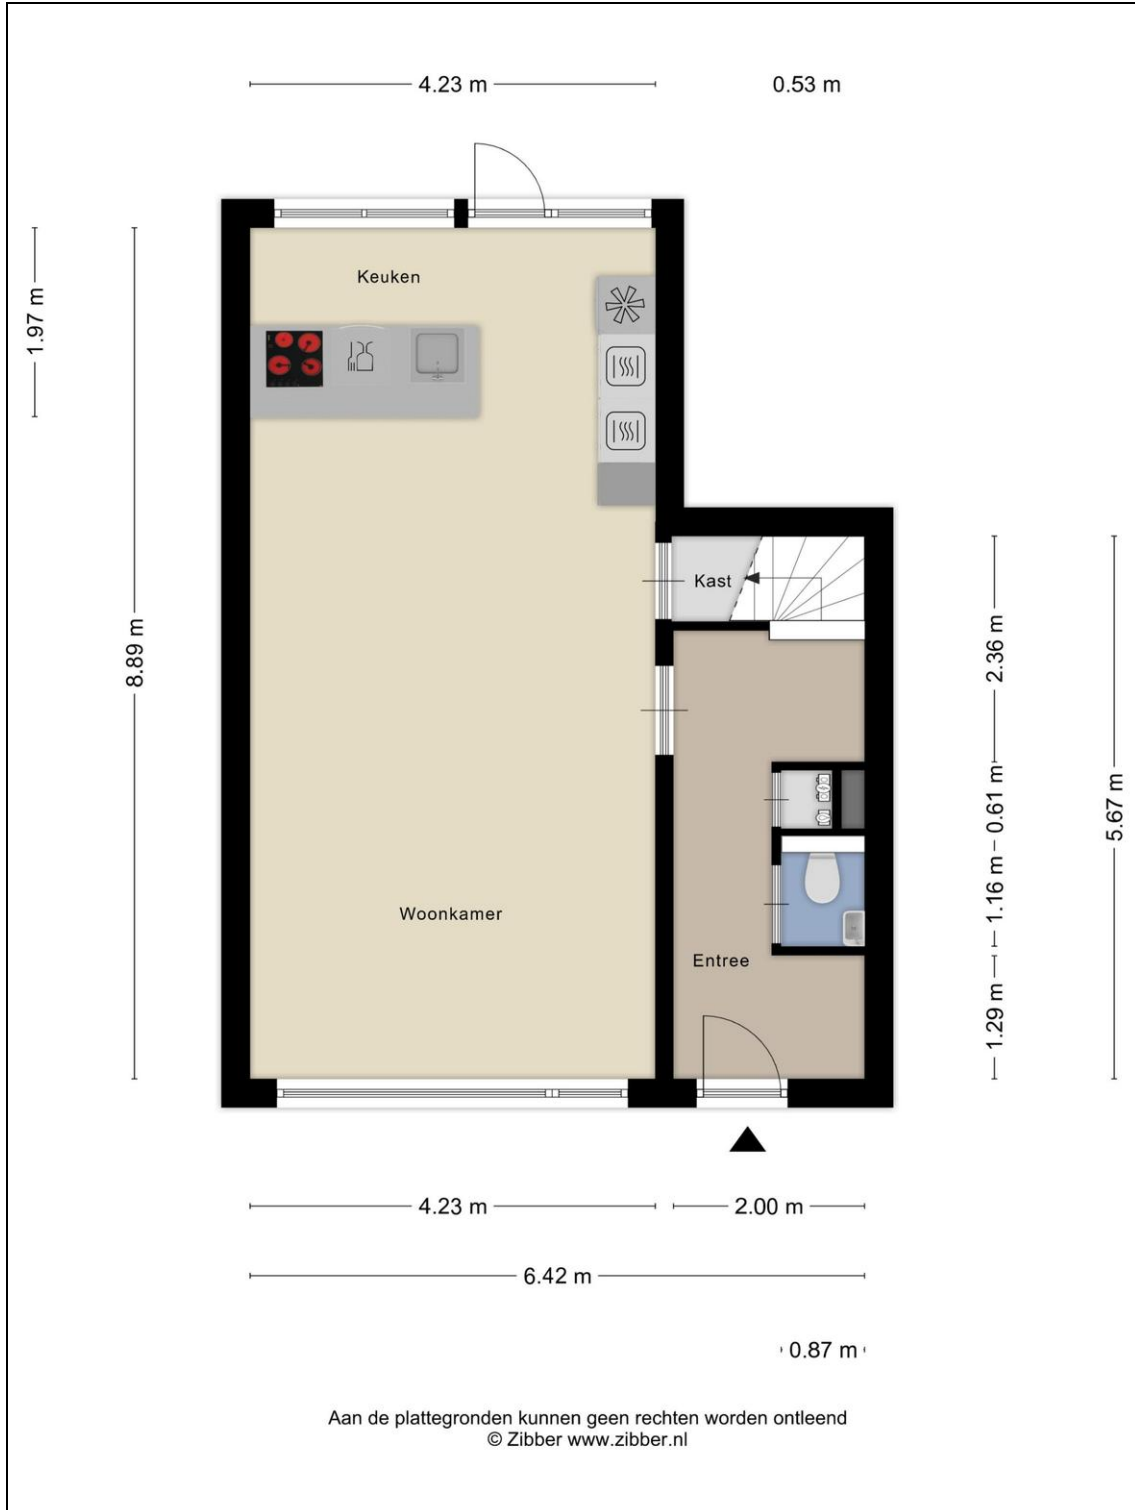 4.23 m 0.53 m
Keuken
1.97 m
8.89 m
Kast
2.36 m
0.61 m
1.16 m
1.29 m
5.67 m
Woonkamer
Entree
4.23 m 2.00 m
6.42 m
0.87 m
Aan de plattegronden kunnen geen rechten worden ontleend
© Zibber www.zibber.nl